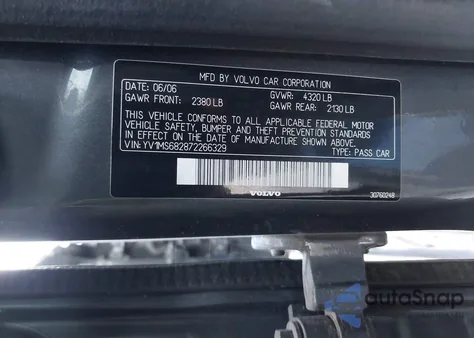 MFD BY VOLVO CAR CORPORATION
DATE: 06/06 GVWR: 4320 LB
GAWR FRONT: 2380 LB GAWR REAR: 2130 LB
THIS VEHICLE CONFORMS TO ALL APPLICABLE FEDERAL MOTOR
VEHICLE SAFETY, BUMPER AND THEFT PREVENTION STANDARDS
IN EFFECT ON THE DATE OF MANUFACTURE SHOWN ABOVE.
VIN: YV1MS682872266329 TYPE: PASS CAR
VOLVO 30760248
autoSnap